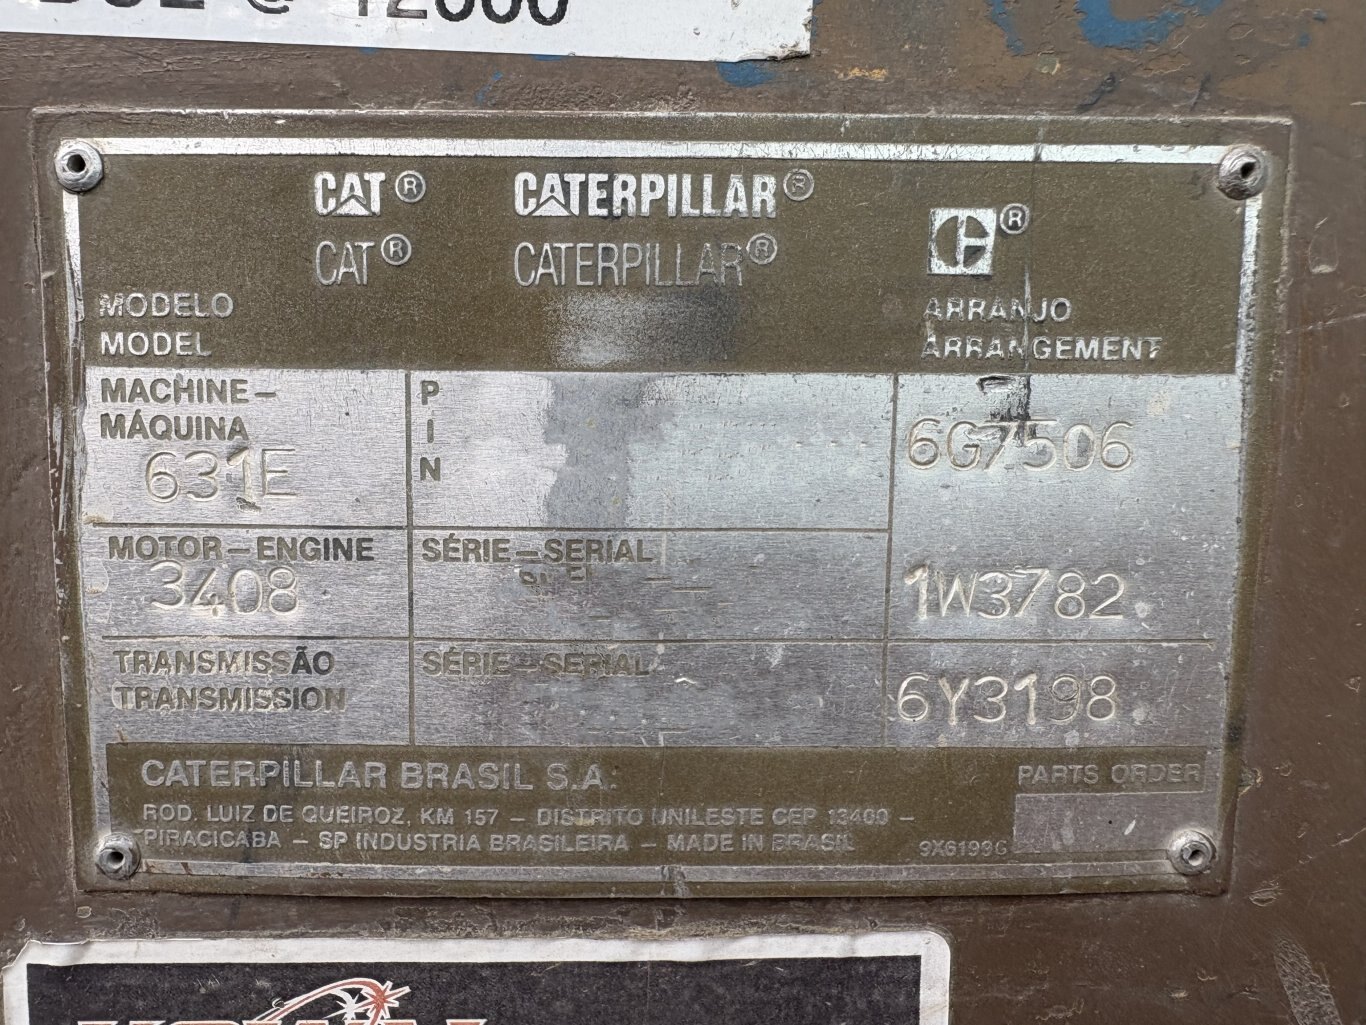 12000
CAT® CATERPILLAR®
CAT® CATERPILLAR®
MODELO ARRANJO
MODEL ARRANGEMENT
MACHINE– PIN
MÁQUINA
631E 6G7506
MOTOR–ENGINE SÉRIE–SERIAL
3408 1W3782
TRANSMISSÃO SÉRIE–SERIAL
TRANSMISSION 6Y3198
CATERPILLAR BRASIL S.A. PARTS ORDER
ROD. LUIZ DE QUEIROZ, KM 157 – DISTRITO UNILESTE CEP 13400 –
PIRACICABA – SP INDUSTRIA BRASILEIRA – MADE IN BRASIL